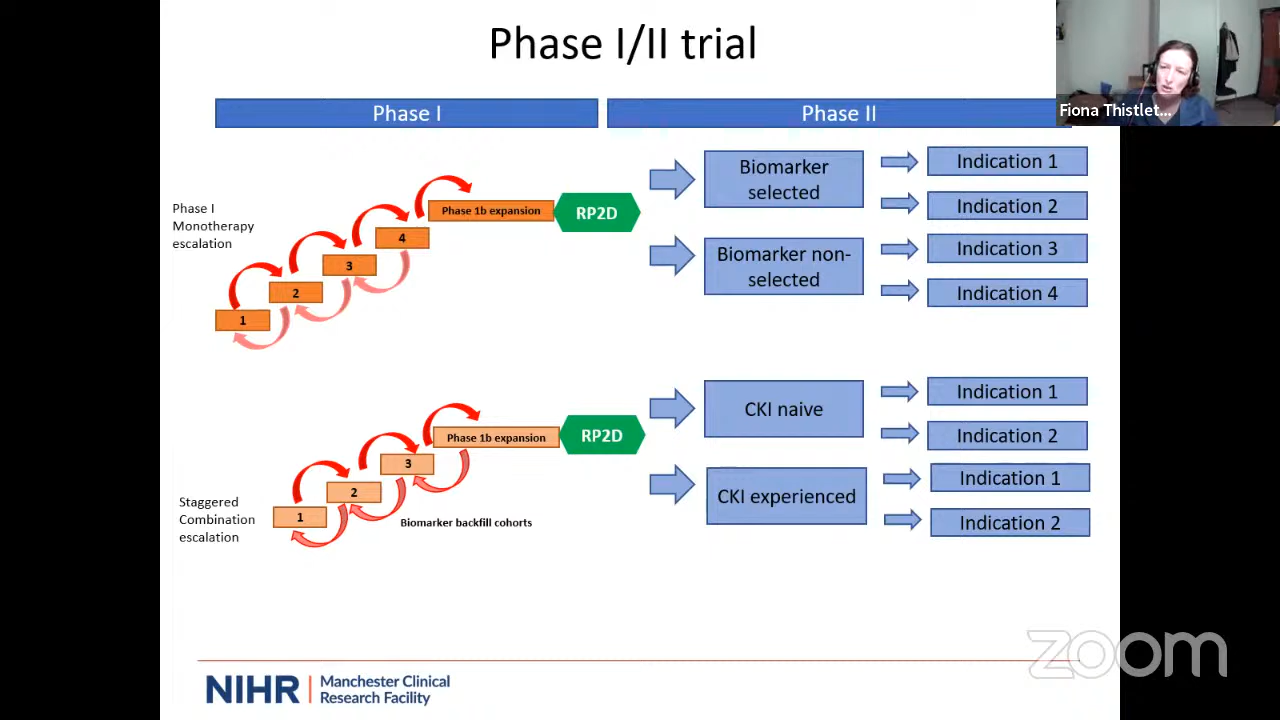 Phase I/II trial
Fiona Thistlet...
Phase I
Phase II
Phase I
Monotherapy
escalation
1
2
3
4
Phase 1b expansion
RP2D
Biomarker
selected
Biomarker non-
selected
Indication 1
Indication 2
Indication 3
Indication 4
Staggered
Combination
escalation
1
2
3
Phase 1b expansion
RP2D
Biomarker backfill cohorts
CKI naive
CKI experienced
Indication 1
Indication 2
Indication 1
Indication 2
zoom
NIHR
Manchester Clinical
Research Facility